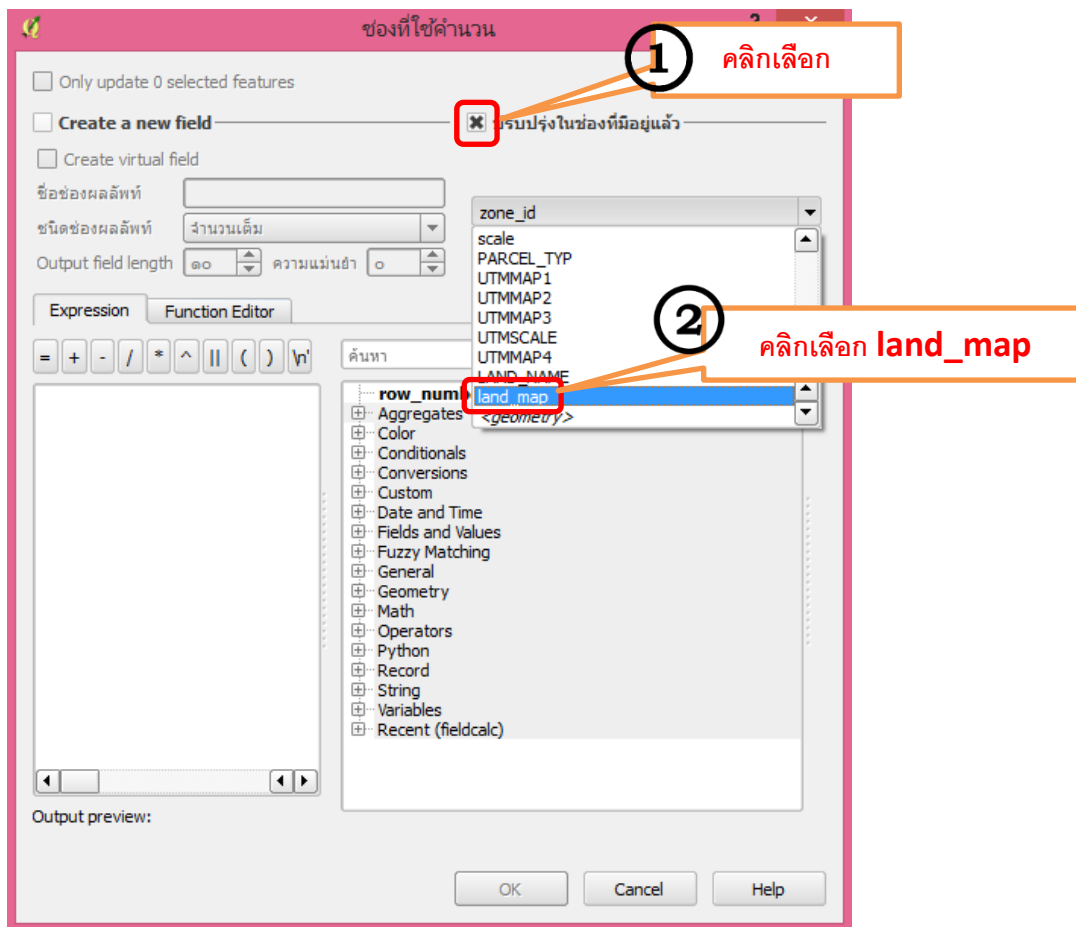 ช่องที่ใช้คำนวน
? ×
1 คลิกเลือก
Only update 0 selected features
Create a new field
ปรับปรุ่งในช่องที่มีอยู่แล้ว
Create virtual field
ชื่อช่องผลลัพท์
ชนิดช่องผลลัพท์ จำนวนเต็ม
Output field length ๑๐ ความแม่นยำ ๐
zone_id
scale
PARCEL_TYP
UTMMAP1
UTMMAP2
UTMMAP3
UTMSCALE
UTMMAP4
LAND_NAME
land_map
<geometry>
2 คลิกเลือก land_map
Expression Function Editor
= + - / * ^ || ( ) '\n'
ค้นหา
Aggregates
Color
Conditionals
Conversions
Custom
Date and Time
Fields and Values
Fuzzy Matching
General
Geometry
Math
Operators
Python
Record
String
Variables
Recent (fieldcalc)
Output preview:
OK Cancel Help